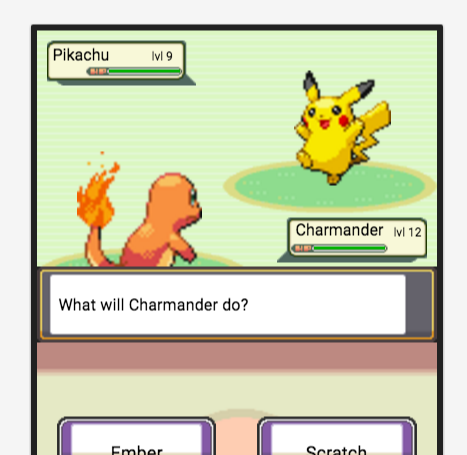 Pikachu lvl 9
Charmander lvl 12
What will Charmander do?
Ember Scratch